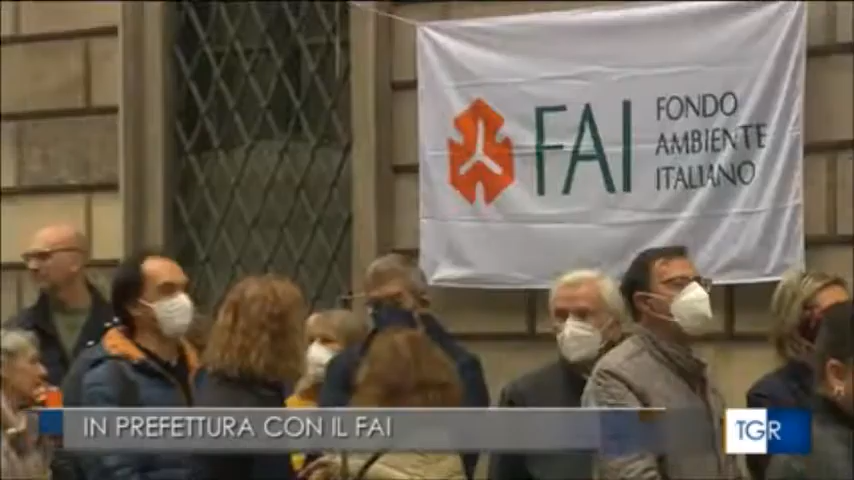 FAI
FONDO
AMBIENTE
ITALIANO
IN PREFETTURA CON IL FAI
TGR